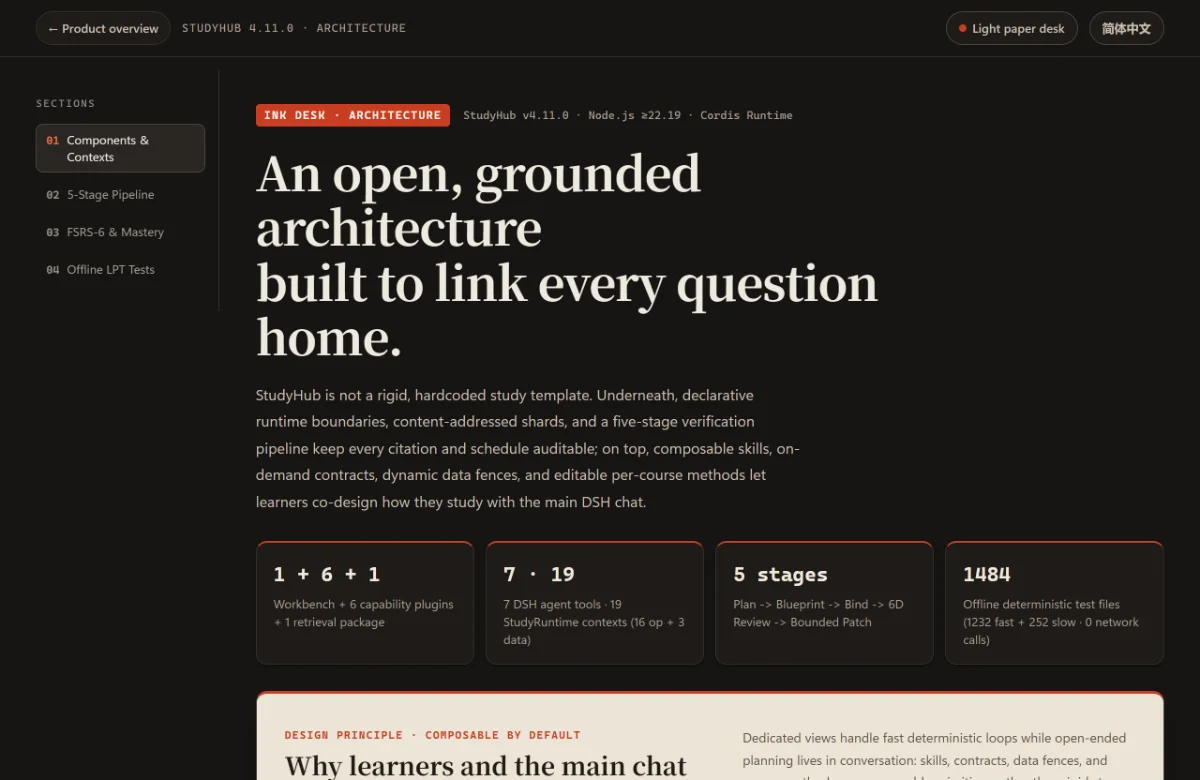 ← Product overview
STUDYHUB 4.11.0 · ARCHITECTURE
Light paper desk
简体中文
SECTIONS
01 Components &
Contexts
02 5-Stage Pipeline
03 FSRS-6 & Mastery
04 Offline LPT Tests
INK DESK · ARCHITECTURE
StudyHub v4.11.0 · Node.js ≥22.19 · Cordis Runtime
An open, grounded
architecture
built to link every question
home.
StudyHub is not a rigid, hardcoded study template. Underneath, declarative
runtime boundaries, content-addressed shards, and a five-stage verification
pipeline keep every citation and schedule auditable; on top, composable skills, on-
demand contracts, dynamic data fences, and editable per-course methods let
learners co-design how they study with the main DSH chat.
1 + 6 + 1
Workbench + 6 capability plugins
+ 1 retrieval package
7 · 19
7 DSH agent tools · 19
StudyRuntime contexts (16 op + 3
data)
5 stages
Plan -> Blueprint -> Bind -> 6D
Review -> Bounded Patch
1484
Offline deterministic test files
(1232 fast + 252 slow · 0 network
calls)
DESIGN PRINCIPLE · COMPOSABLE BY DEFAULT
Why learners and the main chat
Dedicated views handle fast deterministic loops while open-ended
planning lives in conversation: skills, contracts, data fences, and